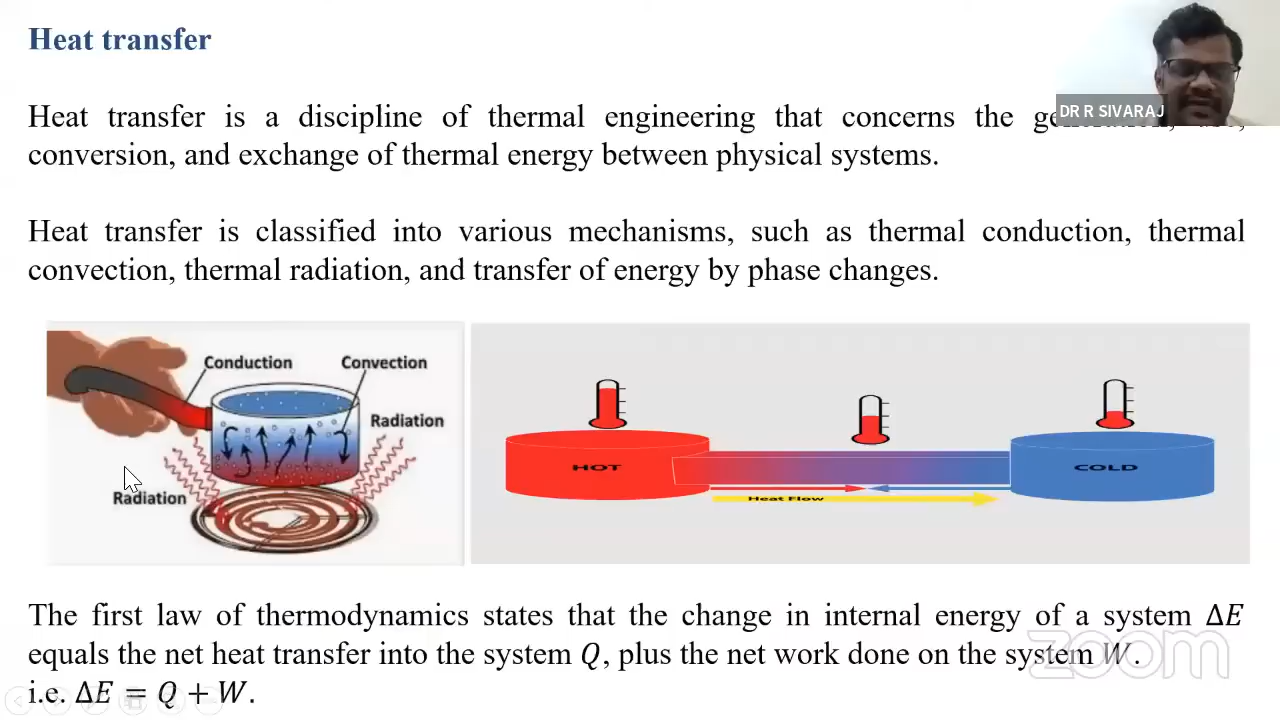 Heat transfer
DR R SIVARAJ
Heat transfer is a discipline of thermal engineering that concerns the
conversion, and exchange of thermal energy between physical systems.
Heat transfer is classified into various mechanisms, such as thermal conduction, thermal
convection, thermal radiation, and transfer of energy by phase changes.
Conduction
Convection
Radiation
Radiation
HOT
COLD
Heat Flow
The first law of thermodynamics states that the change in internal energy of a system ΔE
equals the net heat transfer into the system Q, plus the net work done on the system W.
i.e. ΔE = Q + W.
zoom